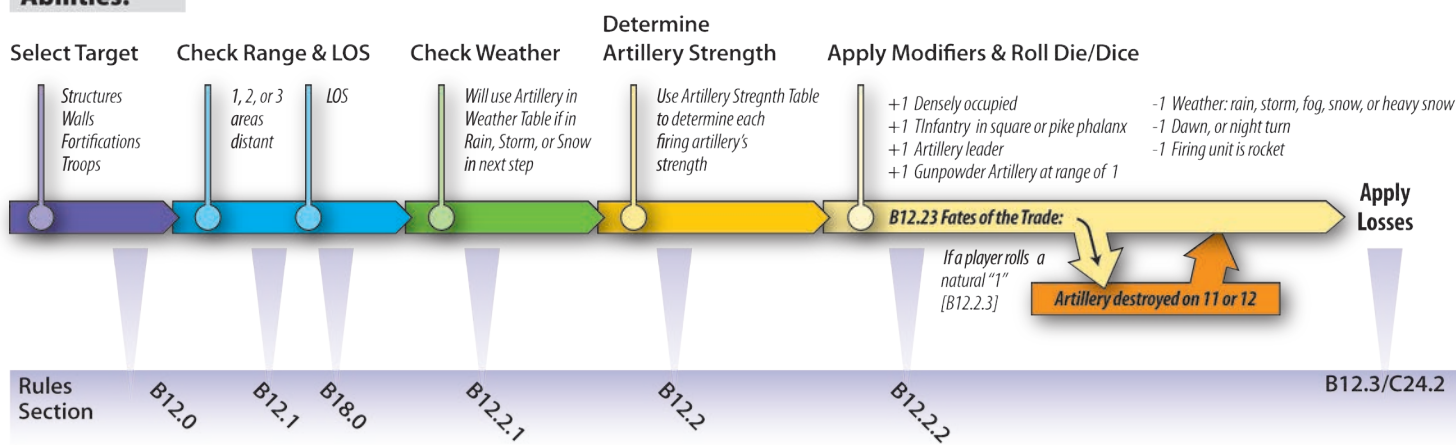 Abilities:
Select Target
Structures
Walls
Fortifications
Troops
Check Range & LOS
1, 2, or 3
areas
distant
LOS
Check Weather
Will use Artillery in
Weather Table if in
Rain, Storm, or Snow
in next step
Determine
Artillery Strength
Use Artillery Stregnth Table
to determine each
firing artillery's
strength
Apply Modifiers & Roll Die/Dice
+1 Densely occupied
+1 TInfantry in square or pike phalanx
+1 Artillery leader
+1 Gunpowder Artillery at range of 1
-1 Weather: rain, storm, fog, snow, or heavy snow
-1 Dawn, or night turn
-1 Firing unit is rocket
B12.23 Fates of the Trade:
If a player rolls a
natural "1"
[B12.2.3]
Artillery destroyed on 11 or 12
Apply
Losses
Rules
Section
B12.0
B12.1
B18.0
B12.2.1
B12.2
B12.2.2
B12.3/C24.2